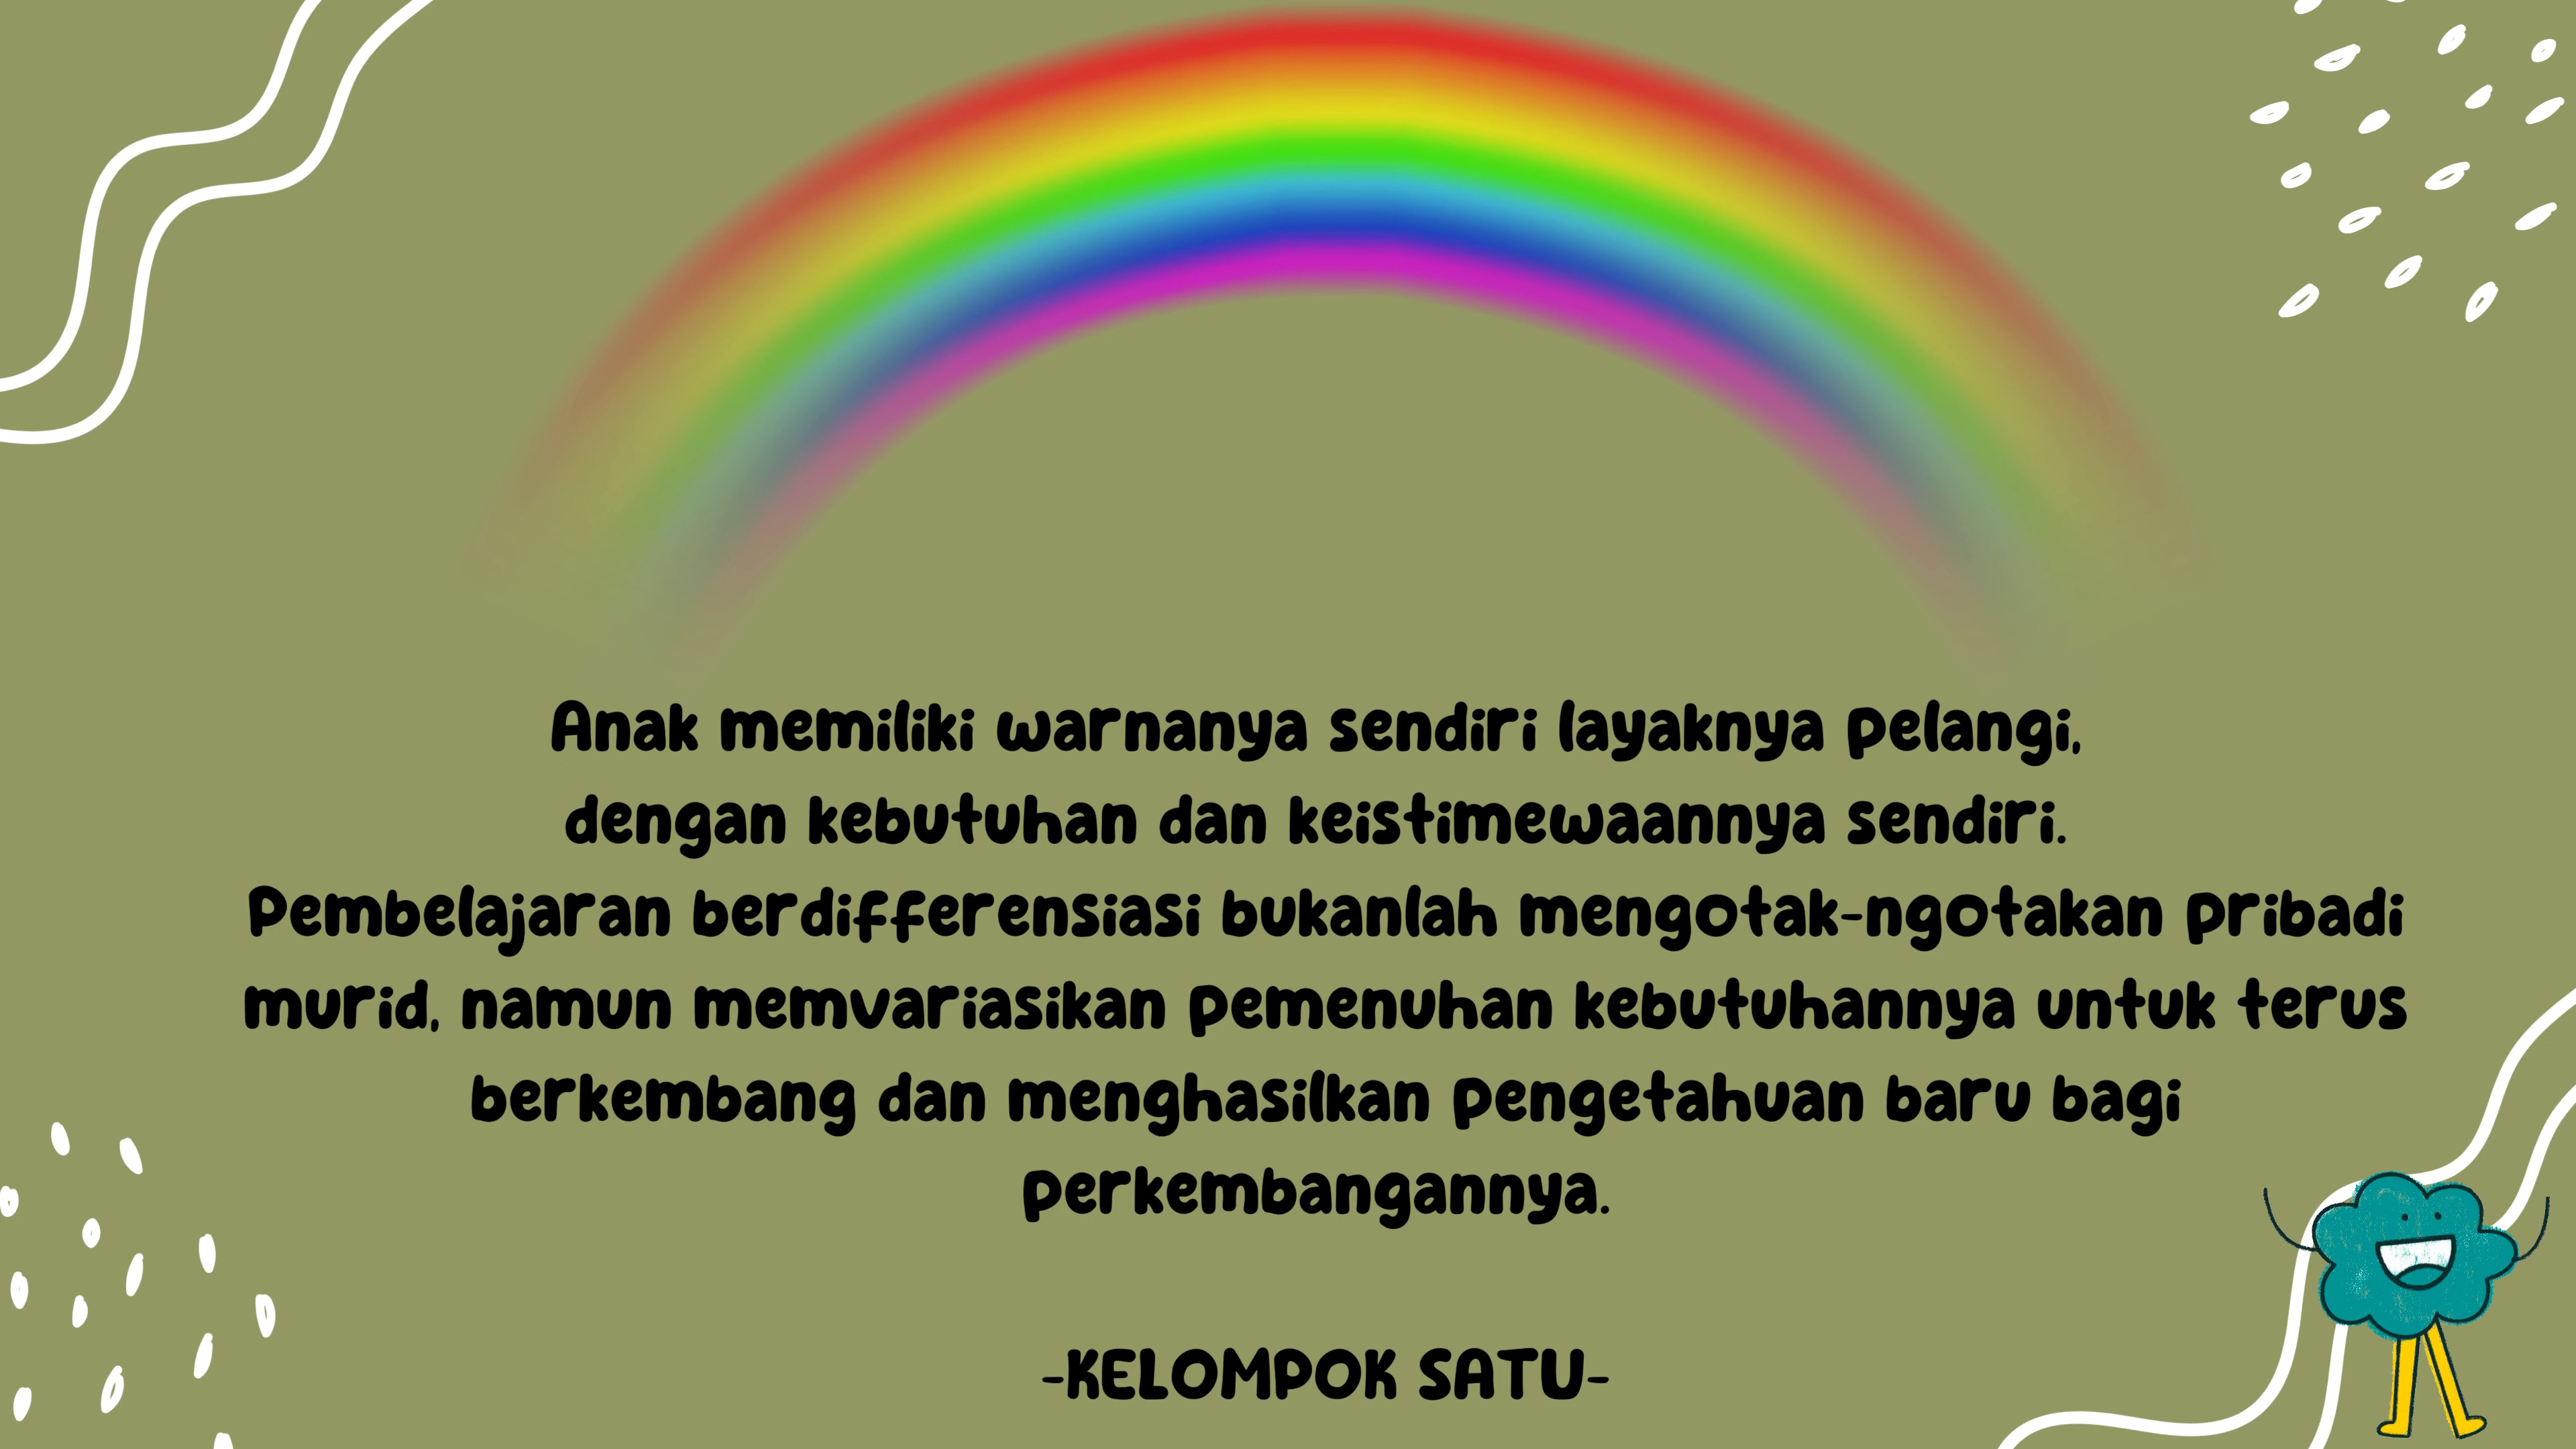 Anak memiliki warnanya sendiri layaknya pelangi,
dengan kebutuhan dan keistimewaannya sendiri.
Pembelajaran berdifferensiasi bukanlah mengotak-ngotakan pribadi
murid, namun memvariasikan pemenuhan kebutuhannya untuk terus
berkembang dan menghasilkan pengetahuan baru bagi
perkembangannya.
-KELOMPOK SATU-